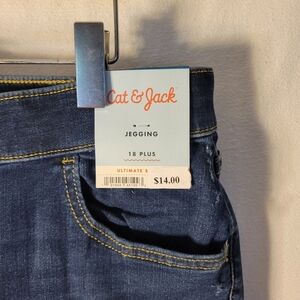 Cat & Jack
JEGGING
18 PLUS
ULTIMATE S
$14.00